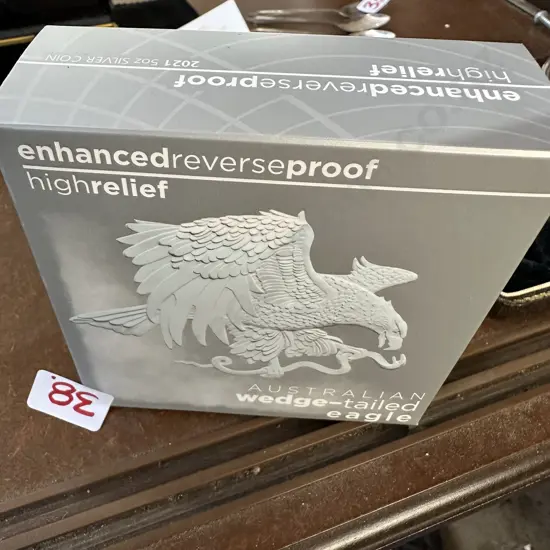 2021 5oz SILVER COIN
enhancedreverseproof
highrelief
enhancedreverseproof
highrelief
AUSTRALIAN
wedge-tailed
eagle
38.